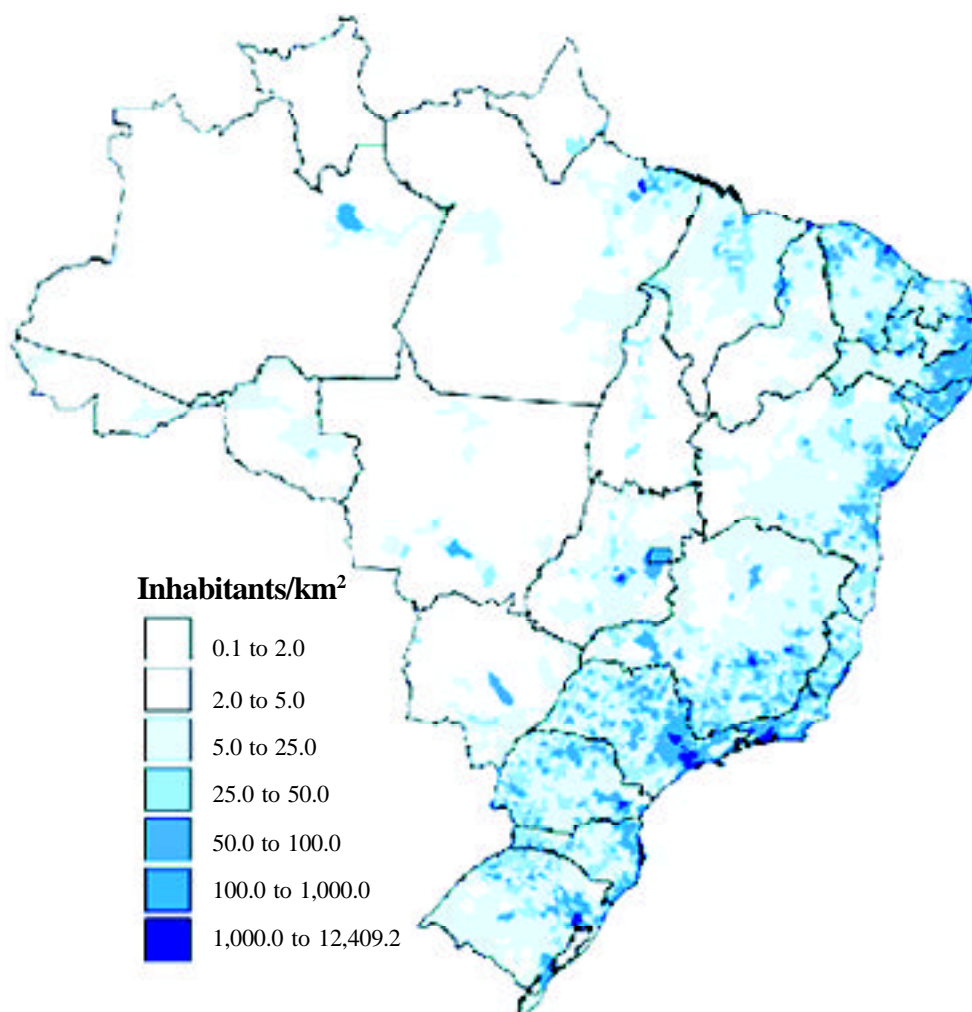 Inhabitants/km²
0.1 to 2.0
2.0 to 5.0
5.0 to 25.0
25.0 to 50.0
50.0 to 100.0
100.0 to 1,000.0
1,000.0 to 12,409.2